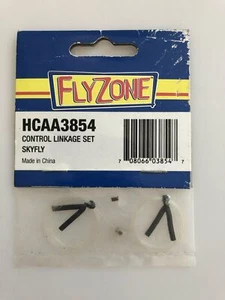 FLYZONE
HCAA3854
CONTROL LINKAGE SET
SKYFLY
Made in China
7 08066 03854 7